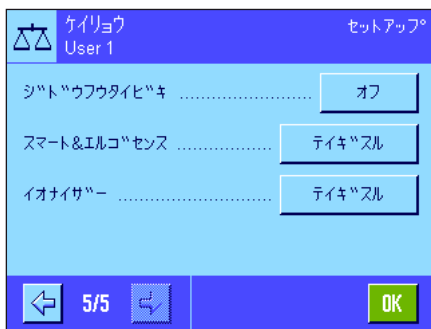 ケイリョウ
User 1
セットアップ
ジドウフウタイビキ ........................ オフ
スマート&エルゴセンス ................. テイギスル
イオナイザー ........................... テイギスル
5/5
OK